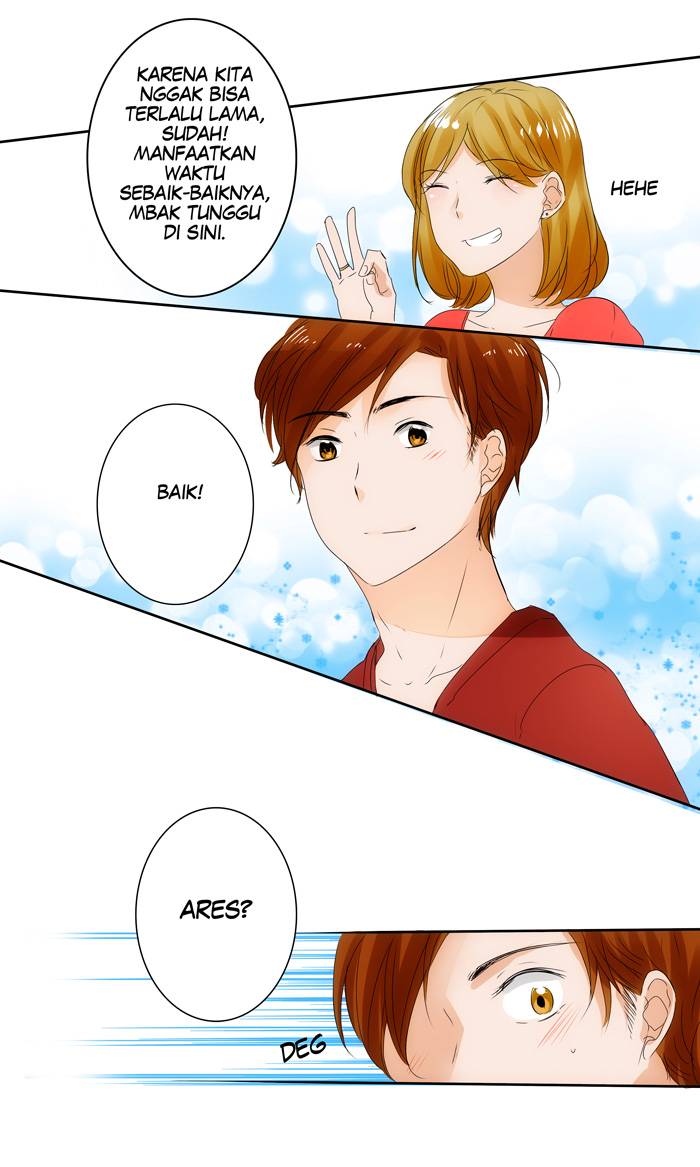 KARENA KITA
NGGAK BISA
TERLALU LAMA,
SUDAH!
MANFAATKAN
WAKTU
SEBAIK-BAIKNYA,
MBAK TUNGGU
DI SINI.
HEHE
BAIK!
ARES?
DEG